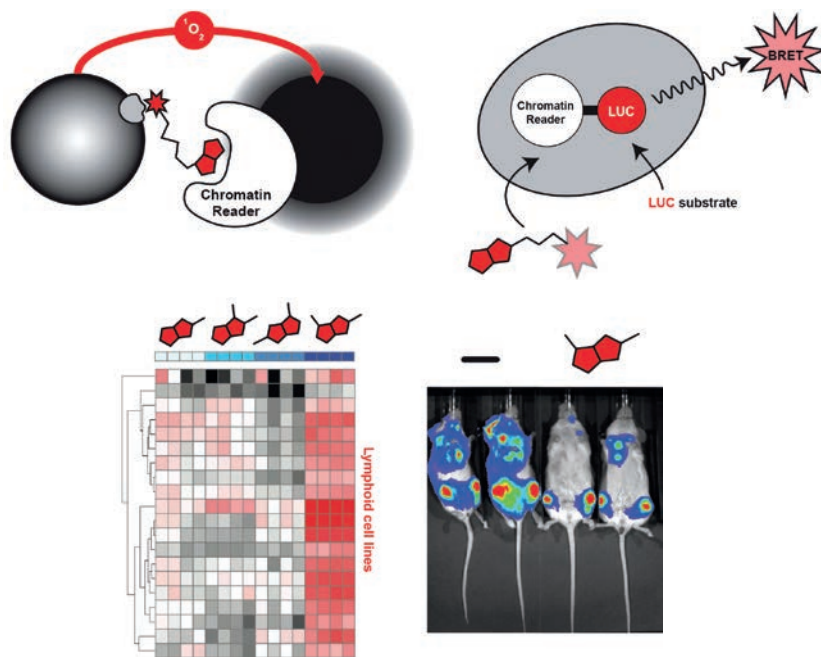 ¹O₂
Chromatin
Reader
BRET
Chromatin
Reader
LUC
LUC substrate
Lymphoid cell lines